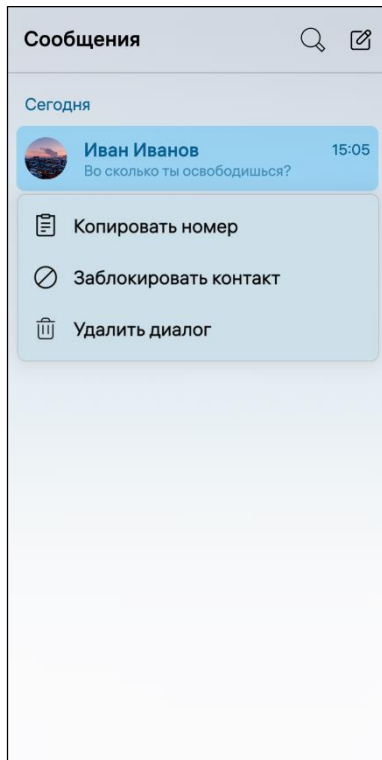 Сообщения
Сегодня
Иван Иванов 15:05
Во сколько ты освободишься?
Копировать номер
Заблокировать контакт
Удалить диалог